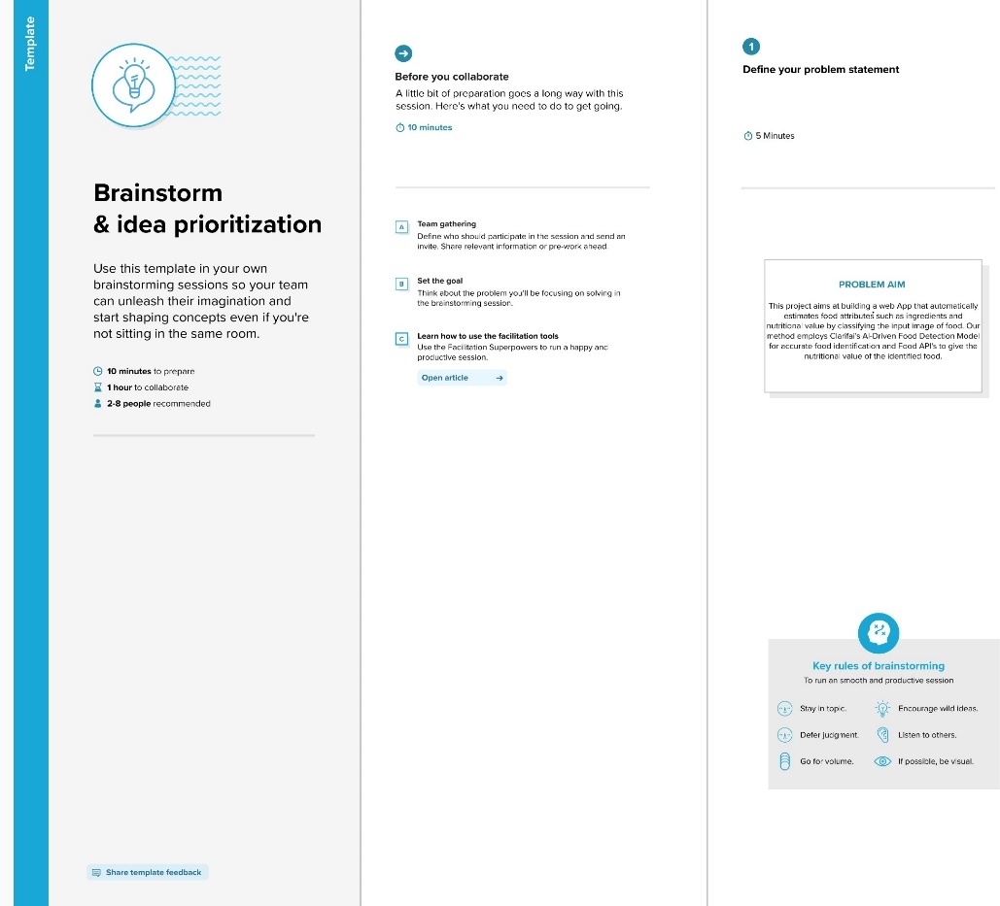 Template
Brainstorm
& idea prioritization
Use this template in your own
brainstorming sessions so your team
can unleash their imagination and
start shaping concepts even if you're
not sitting in the same room.
10 minutes to prepare
1 hour to collaborate
2-8 people recommended
Share template feedback
Before you collaborate
A little bit of preparation goes a long way with this
session. Here's what you need to do to get going.
10 minutes
A
Team gathering
Define who should participate in the session and send an
invite. Share relevant information or pre-work ahead.
B
Set the goal
Think about the problem you'll be focusing on solving in
the brainstorming session.
C
Learn how to use the facilitation tools
Use the Facilitation Superpowers to run a happy and
productive session.
Open article
1
Define your problem statement
5 Minutes
PROBLEM AIM
This project aims at building a web App that automatically
estimates food attributes such as ingredients and
nutritional value by classifying the input image of food. Our
method employs Clarifai's AI-Driven Food Detection Model
for accurate food identification and Food API's to give the
nutritional value of the identified food.
Key rules of brainstorming
To run an smooth and productive session
Stay in topic.
Encourage wild ideas.
Defer judgment.
Listen to others.
Go for volume.
If possible, be visual.